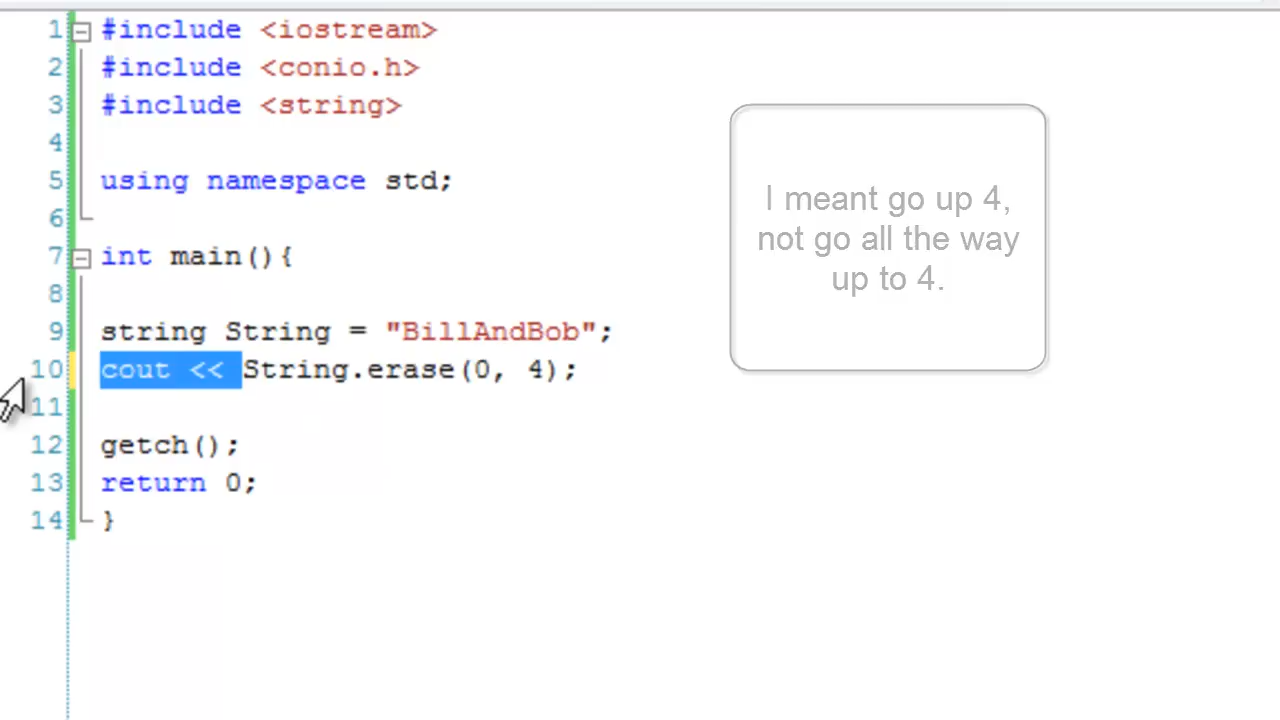 1 #include <iostream>
2 #include <conio.h>
3 #include <string>
4
5 using namespace std;
6
7 int main(){
8
9 string String = "BillAndBob";
10 cout << String.erase(0, 4);
11
12 getch();
13 return 0;
14 }
I meant go up 4,
not go all the way
up to 4.